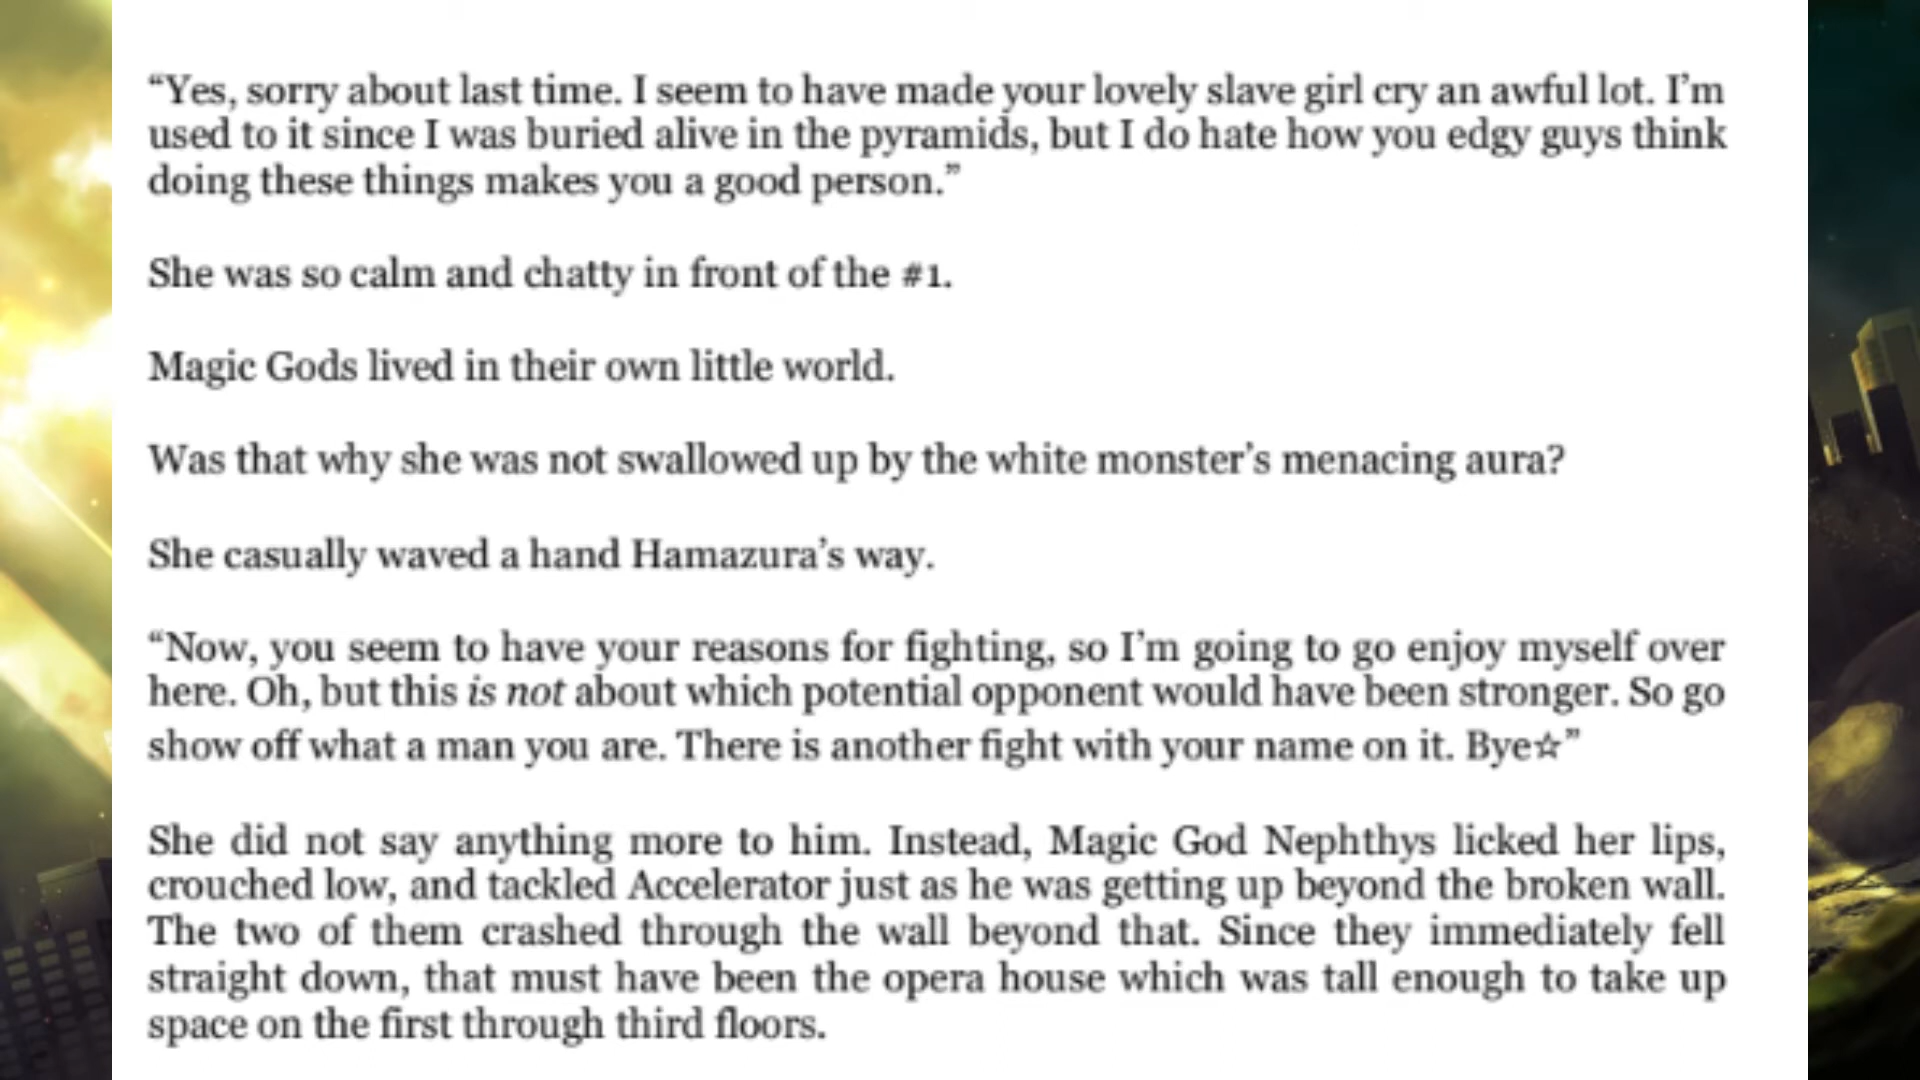 “Yes, sorry about last time. I seem to have made your lovely slave girl cry an awful lot. I’m
used to it since I was buried alive in the pyramids, but I do hate how you edgy guys think
doing these things makes you a good person.”
She was so calm and chatty in front of the #1.
Magic Gods lived in their own little world.
Was that why she was not swallowed up by the white monster’s menacing aura?
She casually waved a hand Hamazura’s way.
“Now, you seem to have your reasons for fighting, so I’m going to go enjoy myself over
here. Oh, but this is not about which potential opponent would have been stronger. So go
show off what a man you are. There is another fight with your name on it. Bye☆”
She did not say anything more to him. Instead, Magic God Nephthys licked her lips,
crouched low, and tackled Accelerator just as he was getting up beyond the broken wall.
The two of them crashed through the wall beyond that. Since they immediately fell
straight down, that must have been the opera house which was tall enough to take up
space on the first through third floors.